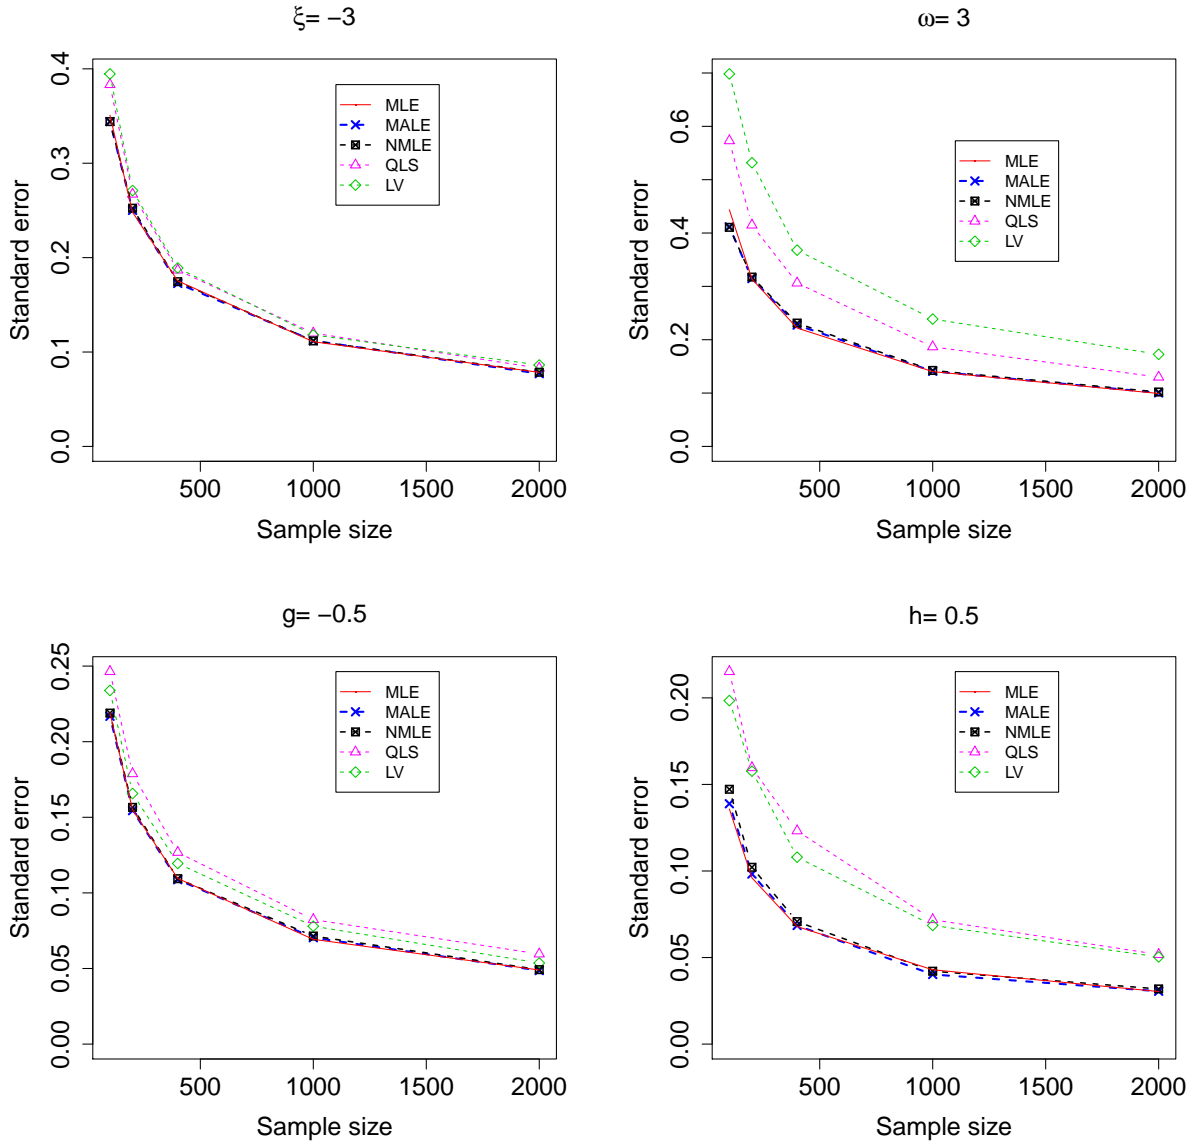 ξ= −3
0.4
0.3
0.2
0.1
0.0
Standard error
MLE
MALE
NMLE
QLS
LV
500 1000 1500 2000
Sample size
ω= 3
0.6
0.4
0.2
0.0
Standard error
MLE
MALE
NMLE
QLS
LV
500 1000 1500 2000
Sample size
g= −0.5
0.25
0.20
0.15
0.10
0.05
0.00
Standard error
MLE
MALE
NMLE
QLS
LV
500 1000 1500 2000
Sample size
h= 0.5
0.20
0.15
0.10
0.05
0.00
Standard error
MLE
MALE
NMLE
QLS
LV
500 1000 1500 2000
Sample size